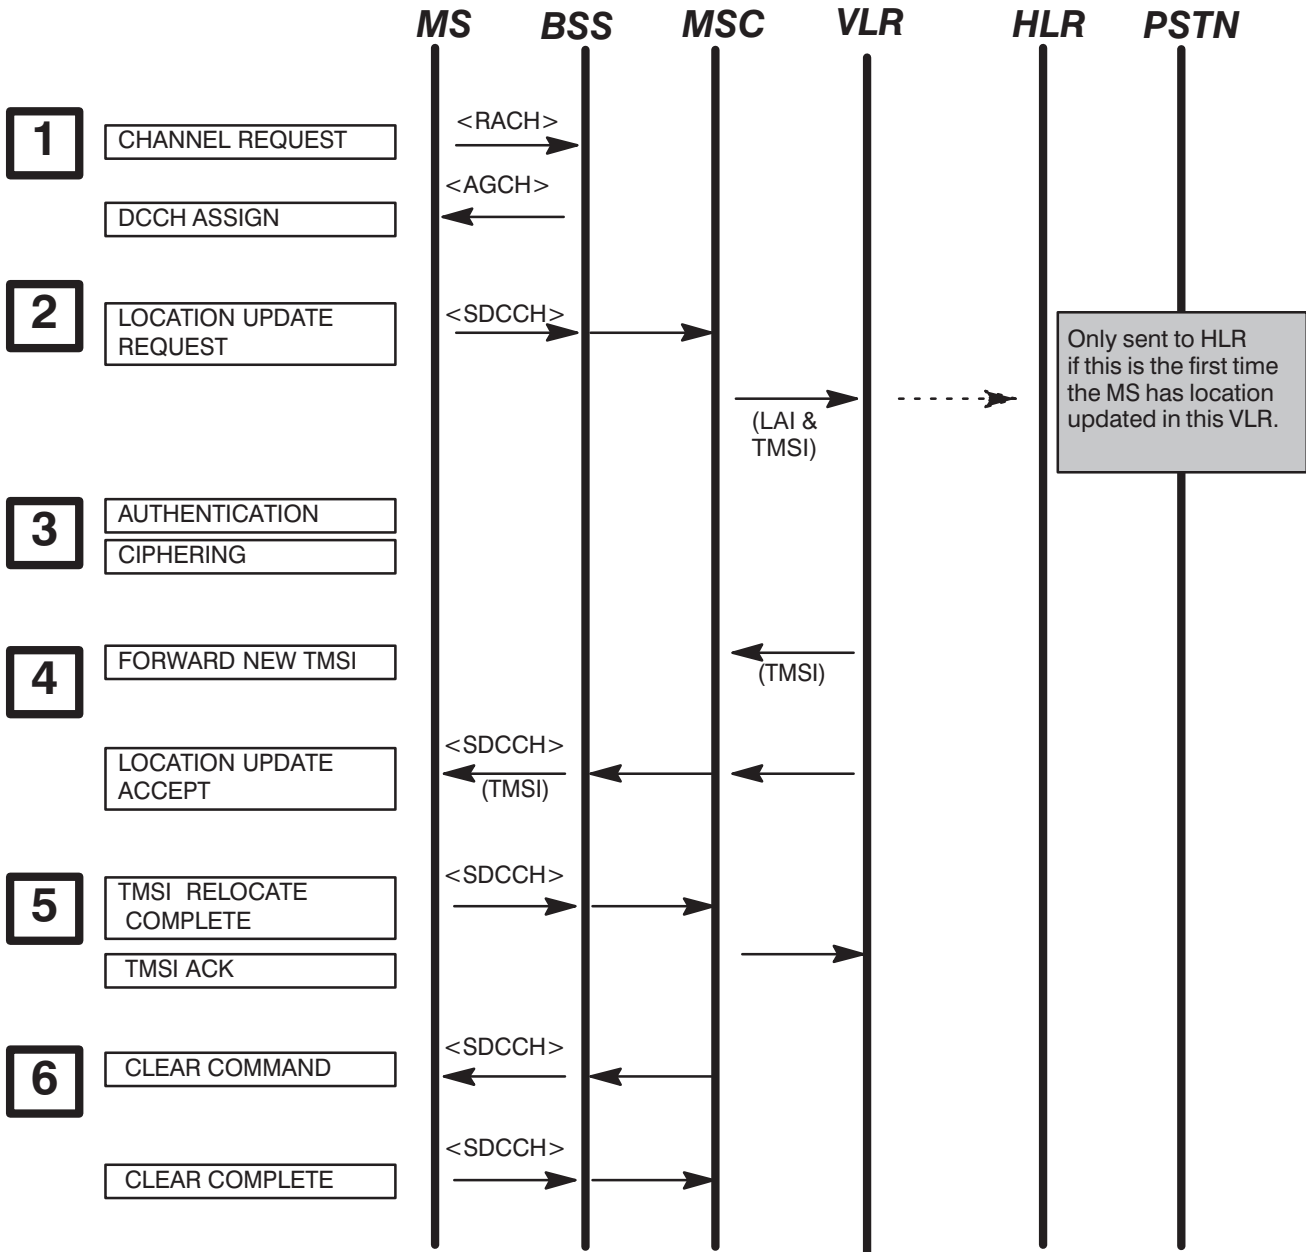 MS BSS MSC VLR HLR PSTN
1
<RACH>
CHANNEL REQUEST
<AGCH>
DCCH ASSIGN
2
<SDCCH>
LOCATION UPDATE
REQUEST
Only sent to HLR
if this is the first time
the MS has location
updated in this VLR.
(LAI &
TMSI)
3
AUTHENTICATION
CIPHERING
4
FORWARD NEW TMSI
(TMSI)
<SDCCH>
LOCATION UPDATE
ACCEPT
(TMSI)
5
<SDCCH>
TMSI RELOCATE
COMPLETE
TMSI ACK
6
<SDCCH>
CLEAR COMMAND
<SDCCH>
CLEAR COMPLETE